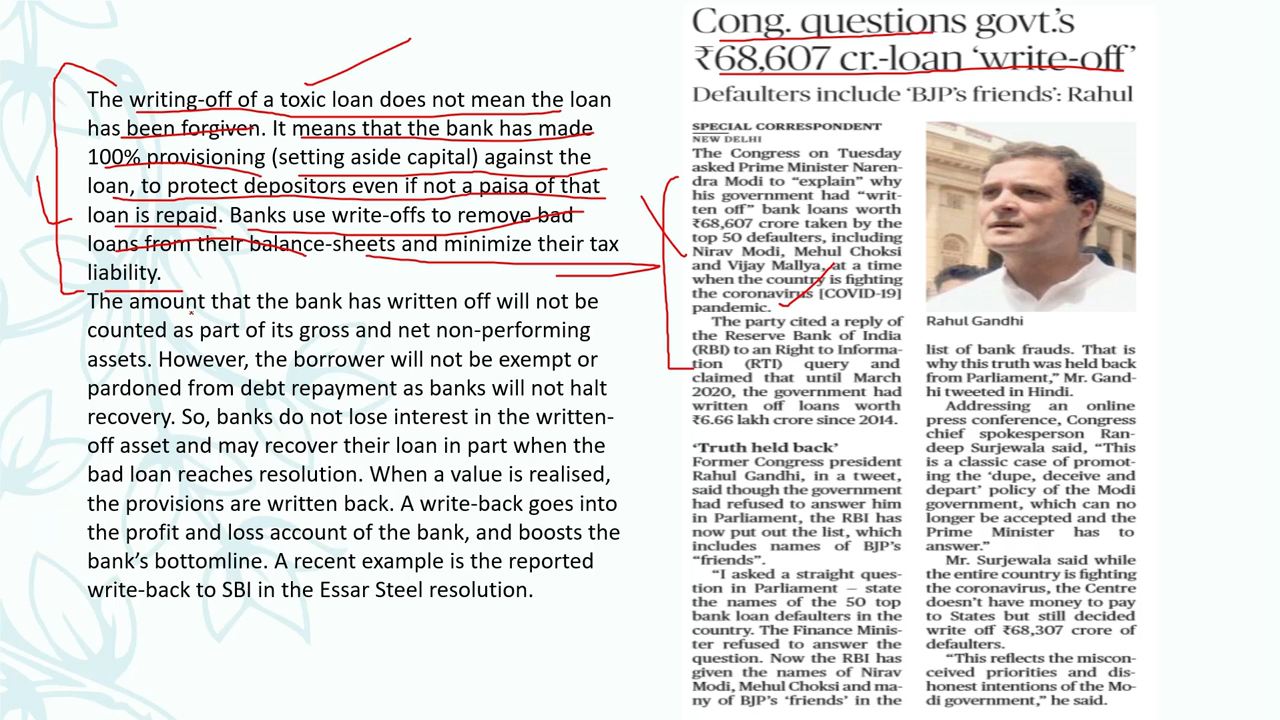 The writing-off of a toxic loan does not mean the loan
has been forgiven. It means that the bank has made
100% provisioning (setting aside capital) against the
loan, to protect depositors even if not a paisa of that
loan is repaid. Banks use write-offs to remove bad
loans from their balance-sheets and minimize their tax
liability.
The amount that the bank has written off will not be
counted as part of its gross and net non-performing
assets. However, the borrower will not be exempt or
pardoned from debt repayment as banks will not halt
recovery. So, banks do not lose interest in the written-
off asset and may recover their loan in part when the
bad loan reaches resolution. When a value is realised,
the provisions are written back. A write-back goes into
the profit and loss account of the bank, and boosts the
bank's bottomline. A recent example is the reported
write-back to SBI in the Essar Steel resolution.
Cong. questions govt.'s
₹68,607 cr.-loan 'write-off'
Defaulters include 'BJP's friends': Rahul
SPECIAL CORRESPONDENT
NEW DELHI
The Congress on Tuesday
asked Prime Minister Naren-
dra Modi to "explain" why
his government had "writ-
ten off" bank loans worth
₹68,607 crore taken by the
top 50 defaulters, including
Nirav Modi, Mehul Choksi
and Vijay Mallya, at a time
when the country is fighting
the coronavirus [COVID-19]
pandemic.
The party cited a reply of
the Reserve Bank of India
(RBI) to an Right to Informa-
tion (RTI) query and
claimed that until March
2020, the government had
written off loans worth
₹6.66 lakh crore since 2014.
'Truth held back'
Former Congress president
Rahul Gandhi, in a tweet,
said though the government
had refused to answer him
in Parliament, the RBI has
now put out the list, which
includes names of BJP's
"friends".
"I asked a straight ques-
tion in Parliament – state
the names of the 50 top
bank loan defaulters in the
country. The Finance Minis-
ter refused to answer the
question. Now the RBI has
given the names of Nirav
Modi, Mehul Choksi and ma-
ny of BJP's 'friends' in the
Rahul Gandhi
list of bank frauds. That is
why this truth was held back
from Parliament," Mr. Gand-
hi tweeted in Hindi.
Addressing an online
press conference, Congress
chief spokesperson Ran-
deep Surjewala said, "This
is a classic case of promot-
ing the 'dupe, deceive and
depart' policy of the Modi
government, which can no
longer be accepted and the
Prime Minister has to
answer."
Mr. Surjewala said while
the entire country is fighting
the coronavirus, the Centre
doesn't have money to pay
to States but still decided
write off ₹68,307 crore of
defaulters.
"This reflects the miscon-
ceived priorities and dis-
honest intentions of the Mo-
di government," he said.